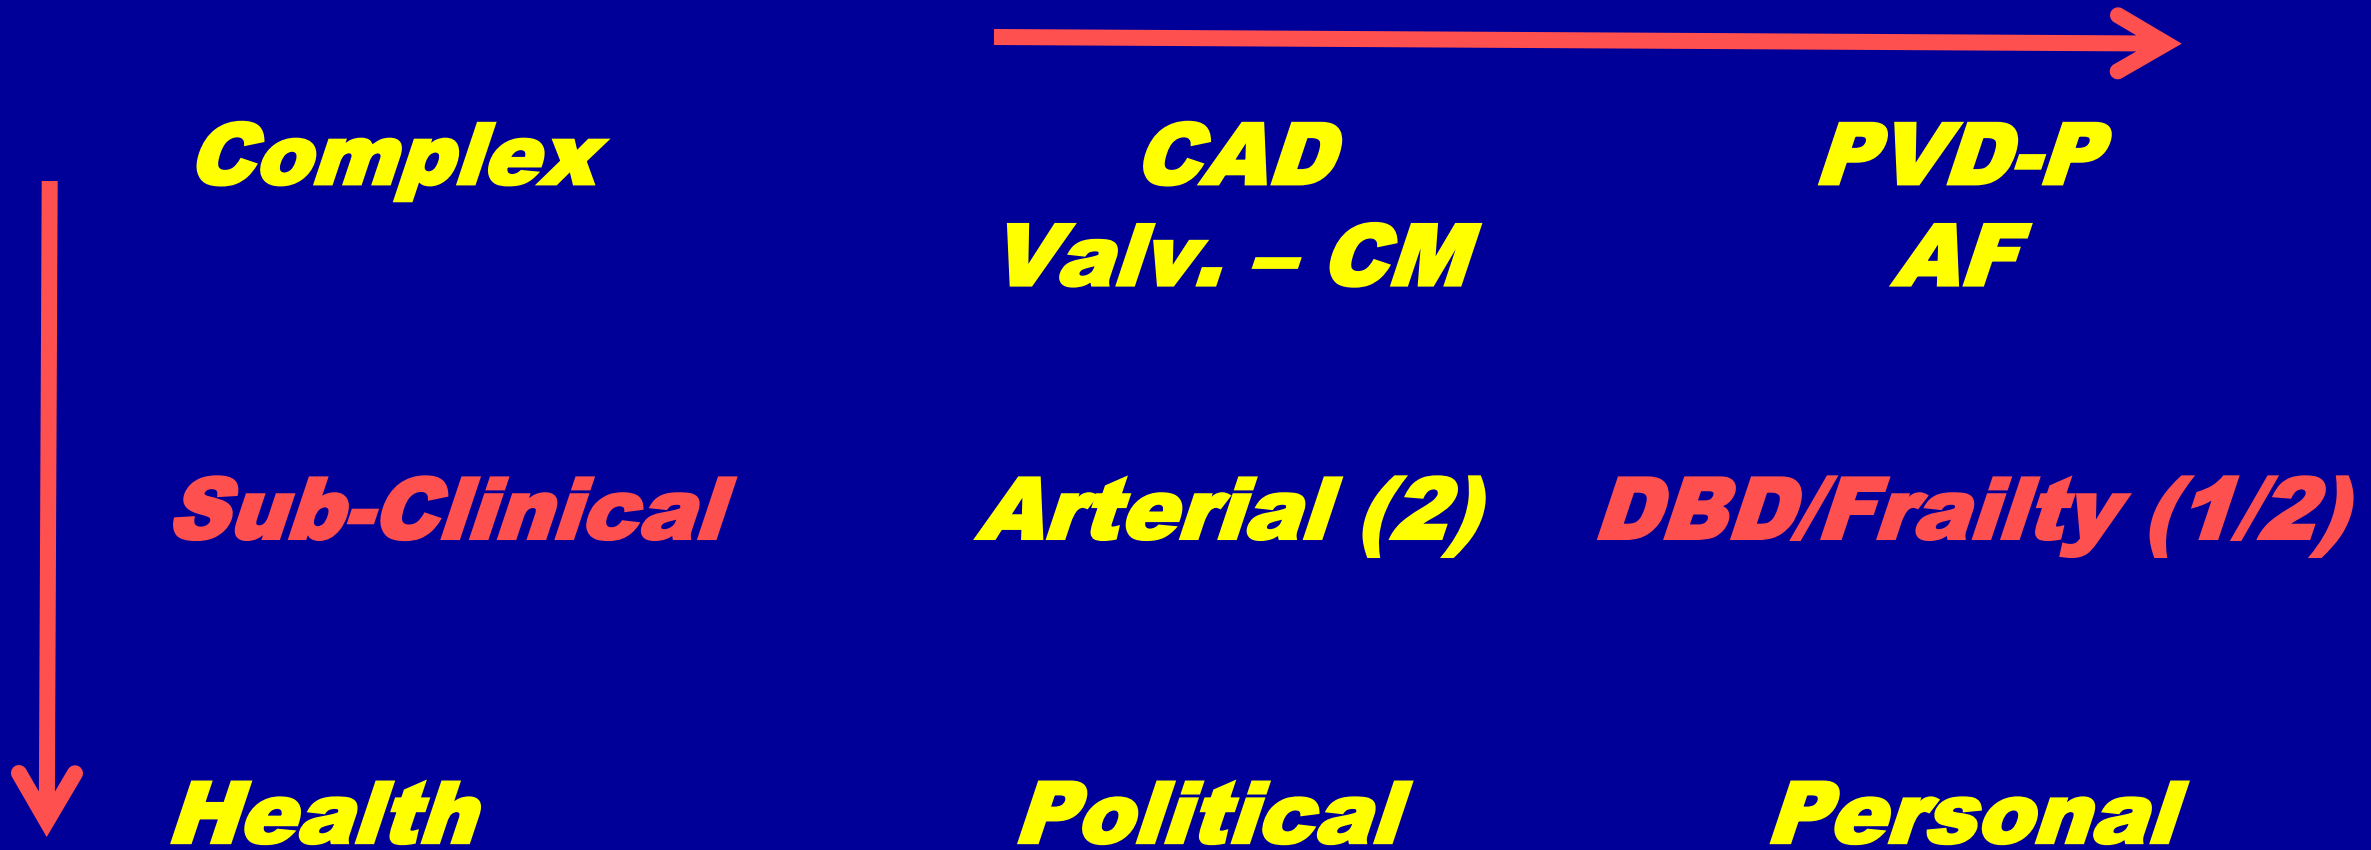 Complex CAD PVD-P
Valv. – CM AF
Sub-Clinical Arterial (2) DBD/Frailty (1/2)
Health Political Personal